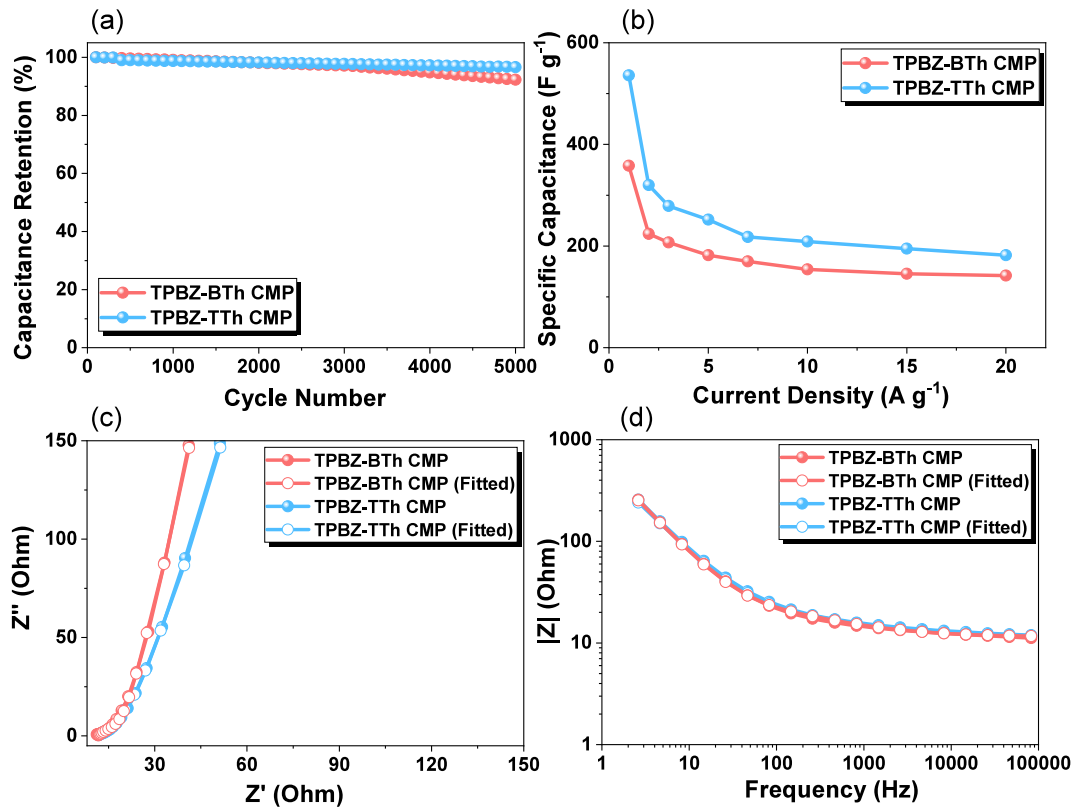 (a)
Capacitance Retention (%)
100
80
60
40
20
0
TPBZ-BTh CMP
TPBZ-TTh CMP
0 1000 2000 3000 4000 5000
Cycle Number
(b)
Specific Capacitance (F g⁻¹)
600
400
200
0
TPBZ-BTh CMP
TPBZ-TTh CMP
0 5 10 15 20
Current Density (A g⁻¹)
(c)
Z'' (Ohm)
150
100
50
0
TPBZ-BTh CMP
TPBZ-BTh CMP (Fitted)
TPBZ-TTh CMP
TPBZ-TTh CMP (Fitted)
30 60 90 120 150
Z' (Ohm)
(d)
|Z| (Ohm)
1000
100
10
1
TPBZ-BTh CMP
TPBZ-BTh CMP (Fitted)
TPBZ-TTh CMP
TPBZ-TTh CMP (Fitted)
1 10 100 1000 10000 100000
Frequency (Hz)